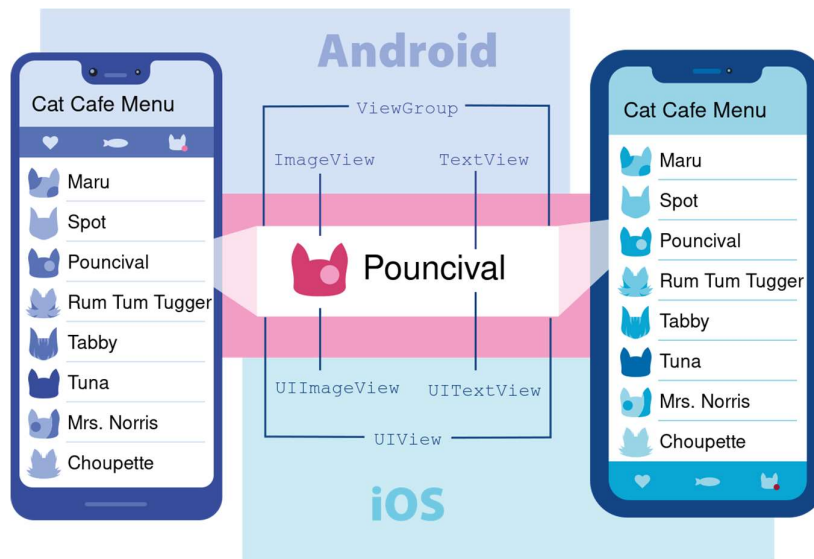 Android
Cat Cafe Menu
Maru
Spot
Pouncival
Rum Tum Tugger
Tabby
Tuna
Mrs. Norris
Choupette
ViewGroup
ImageView
TextView
Pouncival
UIImageView
UITextView
UIView
iOS
Cat Cafe Menu
Maru
Spot
Pouncival
Rum Tum Tugger
Tabby
Tuna
Mrs. Norris
Choupette